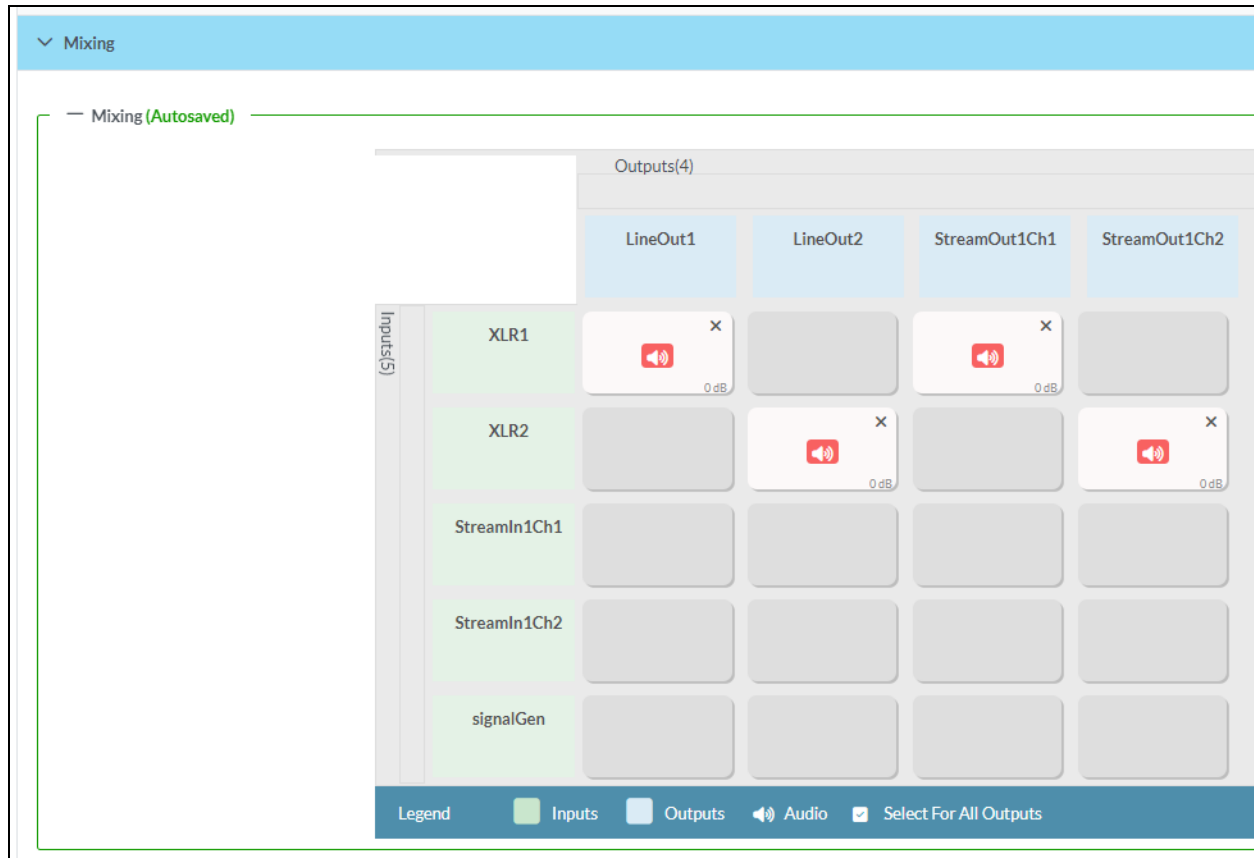 Mixing
Mixing (Autosaved)
Outputs(4)
LineOut1 LineOut2 StreamOut1Ch1 StreamOut1Ch2
Inputs(5)
XLR1
0 dB 0 dB
XLR2
0 dB 0 dB
StreamIn1Ch1
StreamIn1Ch2
signalGen
Legend Inputs Outputs Audio Select For All Outputs